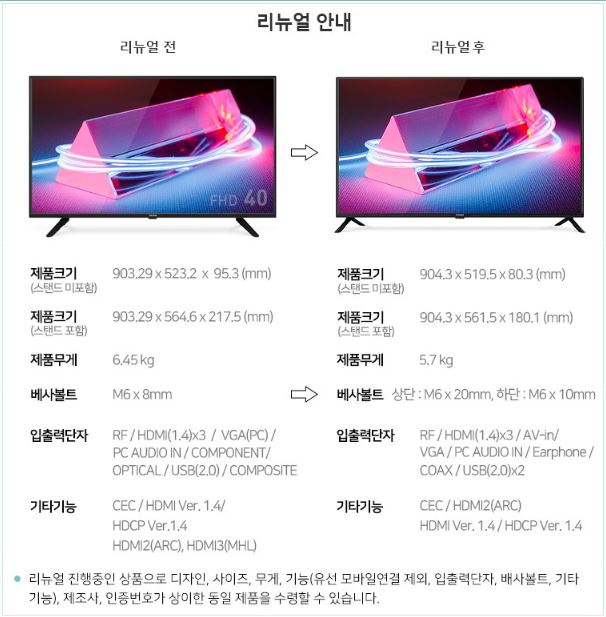 리뉴얼 안내
리뉴얼 전
리뉴얼 후
FHD 40
제품크기 903.29 x 523.2 x 95.3 (mm)
(스탠드 미포함)
제품크기 903.29 x 564.6 x 217.5 (mm)
(스탠드 포함)
제품무게 6.45 kg
베사볼트 M6 x 8mm
입출력단자 RF / HDMI(1.4)x3 / VGA(PC) /
PC AUDIO IN / COMPONENT/
OPTICAL / USB(2.0) / COMPOSITE
기타기능 CEC / HDMI Ver. 1.4/
HDCP Ver.1.4
HDMI2(ARC), HDMI3(MHL)
제품크기 904.3 x 519.5 x 80.3 (mm)
(스탠드 미포함)
제품크기 904.3 x 561.5 x 180.1 (mm)
(스탠드 포함)
제품무게 5.7 kg
베사볼트 상단 : M6 x 20mm, 하단 : M6 x 10mm
입출력단자 RF / HDMI(1.4)x3 / AV-in/
VGA / PC AUDIO IN / Earphone /
COAX / USB(2.0)x2
기타기능 CEC / HDMI2(ARC)
HDMI Ver. 1.4 / HDCP Ver. 1.4
리뉴얼 진행중인 상품으로 디자인, 사이즈, 무게, 기능(유선 모바일연결 제외, 입출력단자, 배사볼트, 기타
기능), 제조사, 인증번호가 상이한 동일 제품을 수령할 수 있습니다.